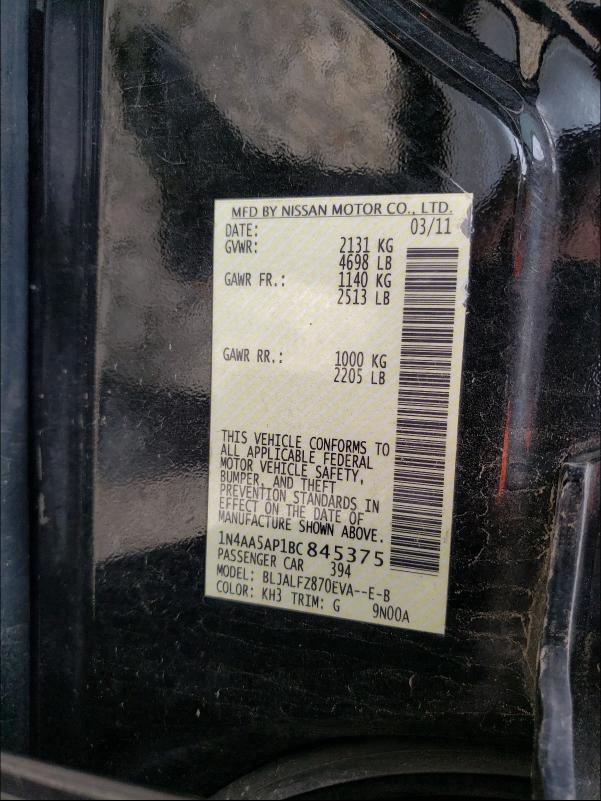 MFD BY NISSAN MOTOR CO., LTD.
DATE: 03/11
GVWR: 2131 KG
4698 LB
GAWR FR.: 1140 KG
2513 LB
GAWR RR.: 1000 KG
2205 LB
THIS VEHICLE CONFORMS TO
ALL APPLICABLE FEDERAL
MOTOR VEHICLE SAFETY,
BUMPER, AND THEFT
PREVENTION STANDARDS IN
EFFECT ON THE DATE OF
MANUFACTURE SHOWN ABOVE.
1N4AA5AP1BC845375
PASSENGER CAR 394
MODEL: BLJALFZ870EVA--E-B
COLOR: KH3 TRIM: G 9N00A